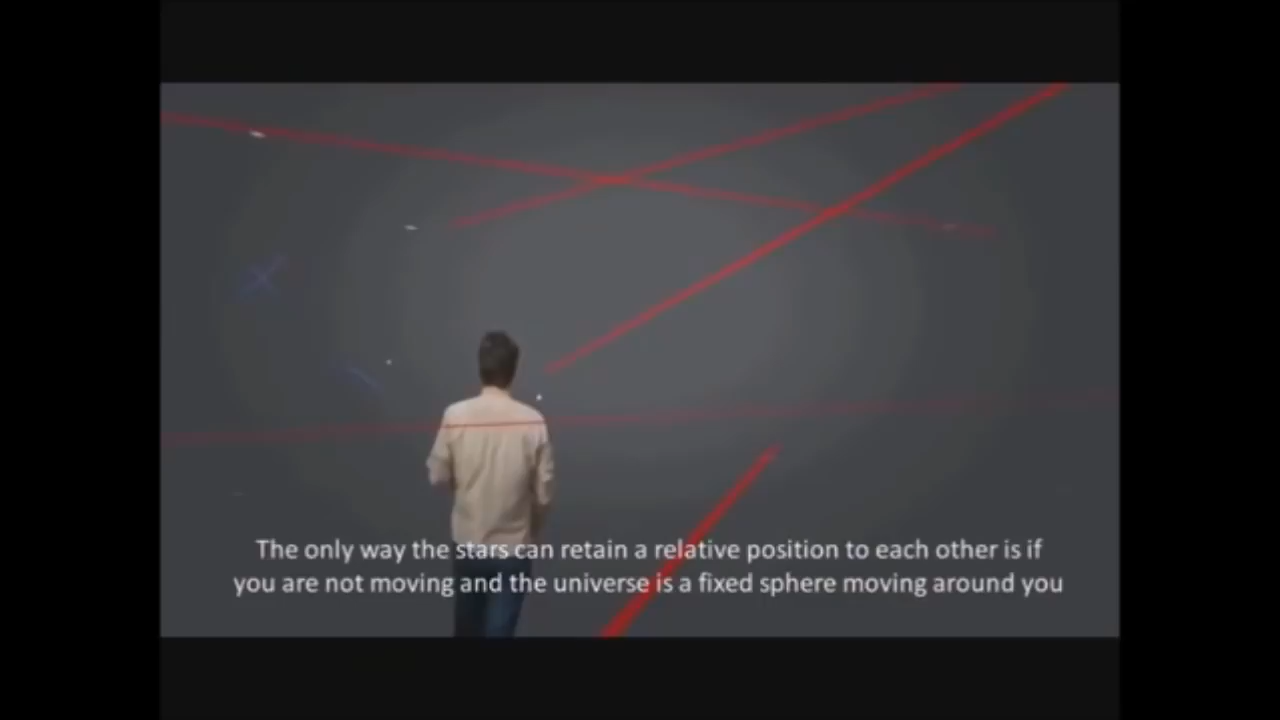 The only way the stars can retain a relative position to each other is if
you are not moving and the universe is a fixed sphere moving around you